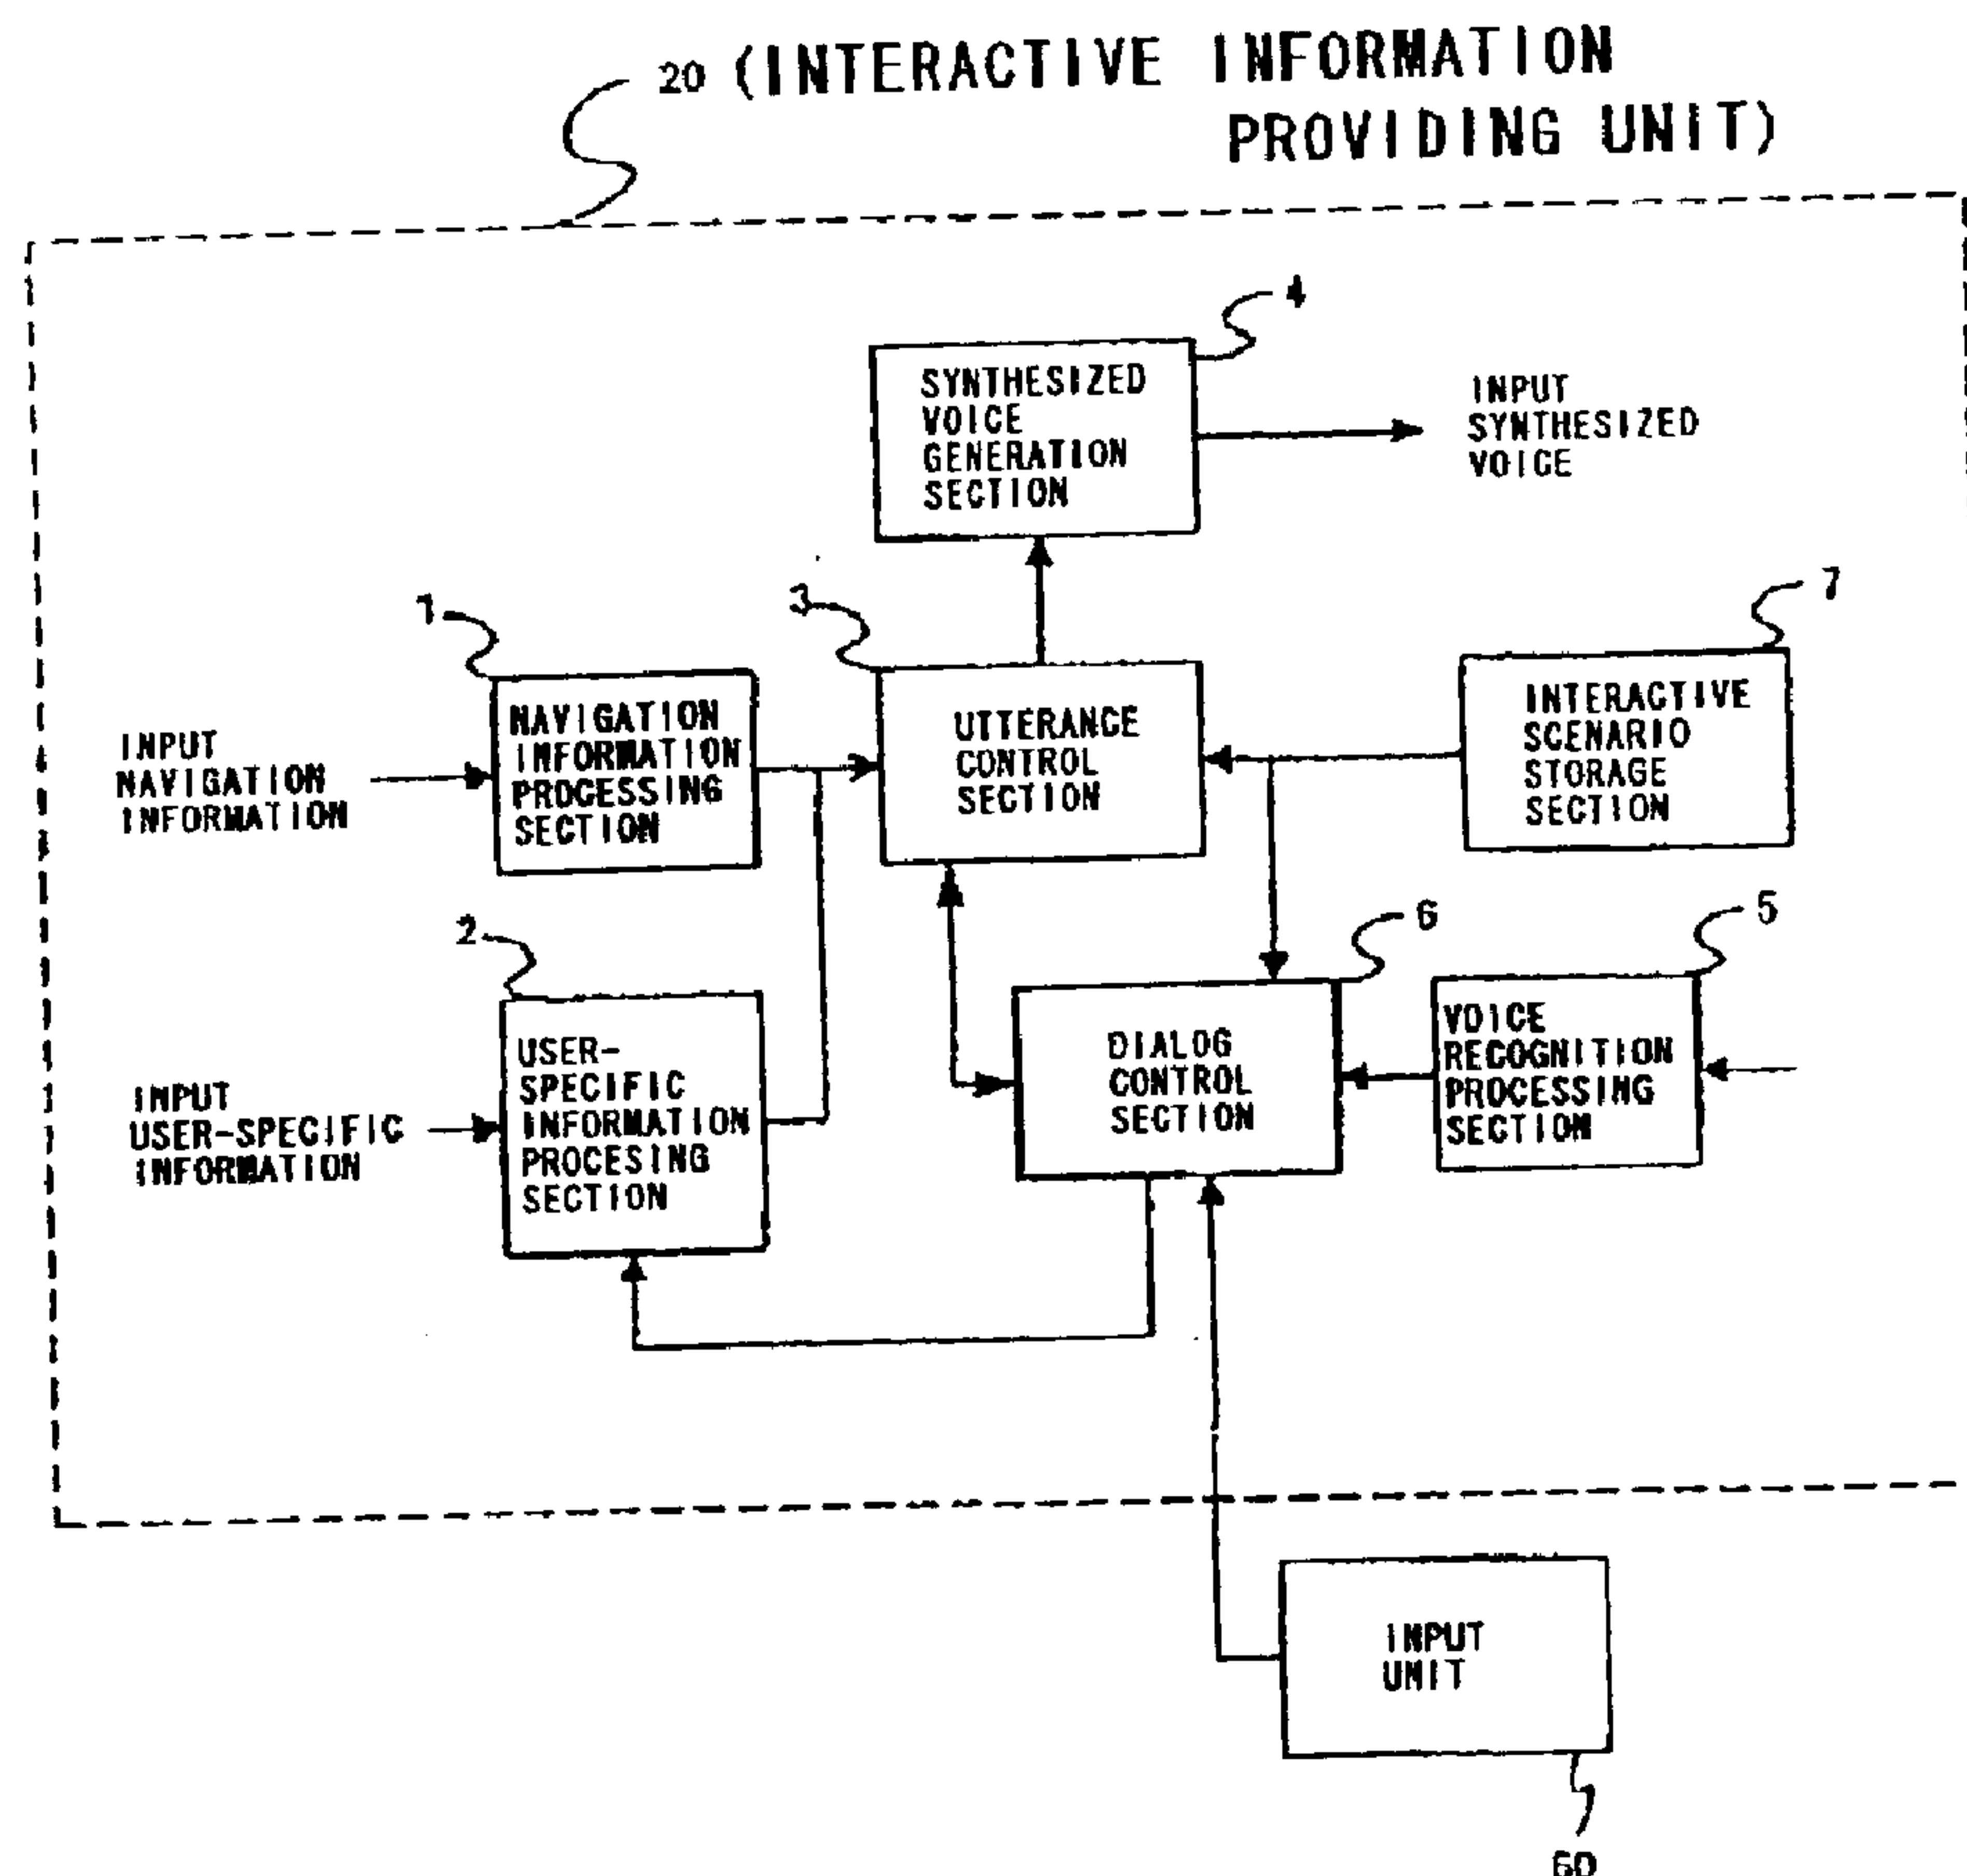 20 (INTERACTIVE INFORMATION
PROVIDING UNIT)
4
SYNTHESIZED
VOICE
GENERATION
SECTION
INPUT
SYNTHESIZED
VOICE
1
3
7
INPUT
NAVIGATION
INFORMATION
NAVIGATION
INFORMATION
PROCESSING
SECTION
UTTERANCE
CONTROL
SECTION
INTERACTIVE
SCENARIO
STORAGE
SECTION
2
6
5
INPUT
USER-SPECIFIC
INFORMATION
USER-
SPECIFIC
INFORMATION
PROCESING
SECTION
DIALOG
CONTROL
SECTION
VOICE
RECOGNITION
PROCESSING
SECTION
INPUT
UNIT
60